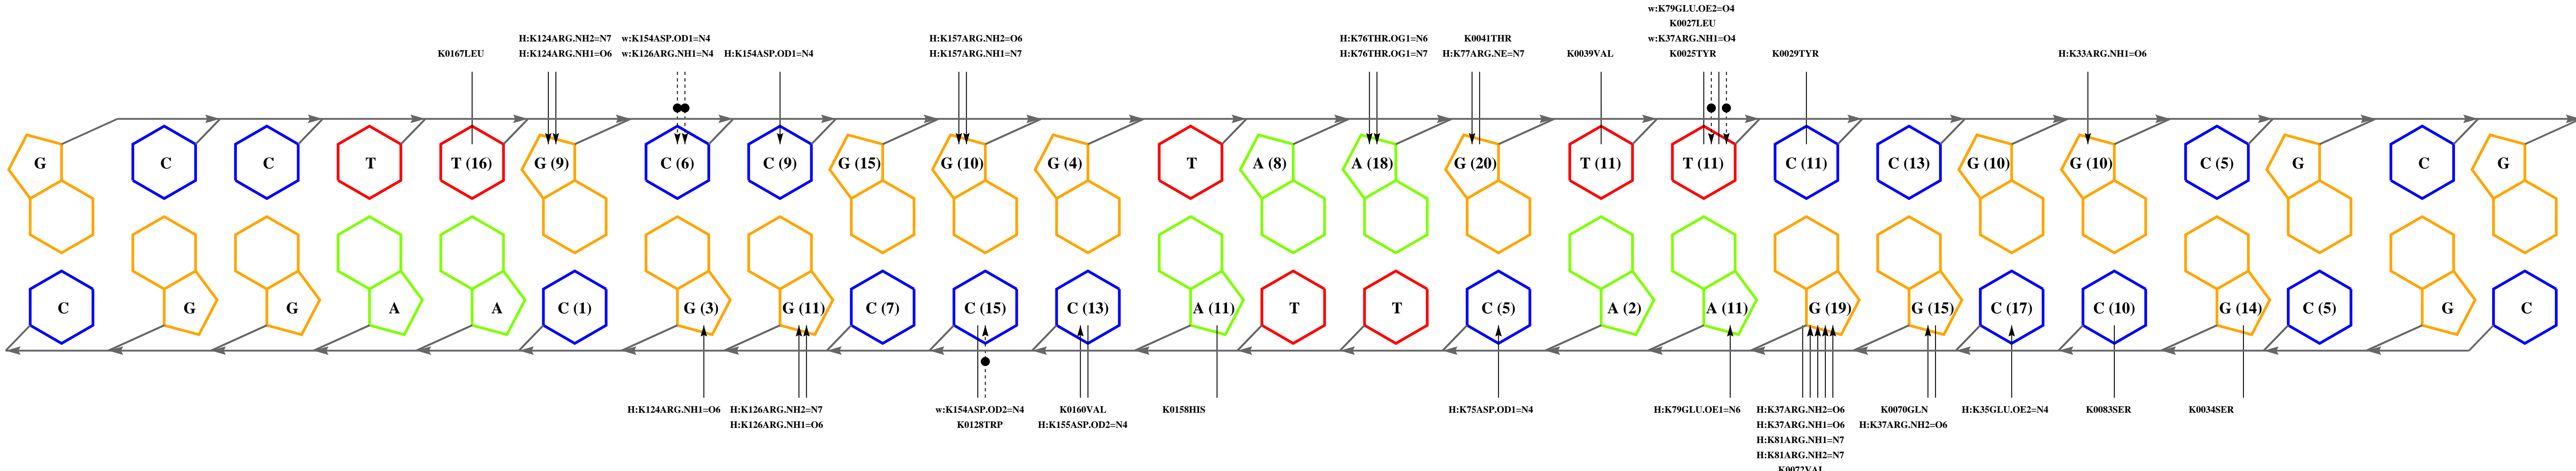 w:K79GLU.OE2=O4
H:K124ARG.NH2=N7 w:K154ASP.OD1=N4 H:K157ARG.NH2=O6 H:K76THR.OG1=N6 K0041THR K0027LEU
w:K37ARG.NH1=O4
K0167LEU H:K124ARG.NH1=O6 w:K126ARG.NH1=N4 H:K154ASP.OD1=N4 H:K157ARG.NH1=N7 H:K76THR.OG1=N7 H:K77ARG.NE=N7 K0039VAL K0025TYR K0029TYR H:K33ARG.NH1=O6
G C C T T (16) G (9) C (6) C (9) G (15) G (10) G (4) T A (8) A (18) G (20) T (11) T (11) C (11) C (13) G (10) G (10) C (5) G C G
C G G A A C (1) G (3) G (11) C (7) C (15) C (13) A (11) T T C (5) A (2) A (11) G (19) G (15) C (17) C (10) G (14) C (5) G C
H:K124ARG.NH1=O6 H:K126ARG.NH2=N7 w:K154ASP.OD2=N4 K0160VAL K0158HIS H:K75ASP.OD1=N4 H:K79GLU.OE1=N6 H:K37ARG.NH2=O6 K0070GLN H:K35GLU.OE2=N4 K0083SER K0034SER
H:K126ARG.NH1=O6 K0128TRP H:K155ASP.OD2=N4 H:K37ARG.NH1=O6 H:K37ARG.NH2=O6
H:K81ARG.NH1=N7
H:K81ARG.NH2=N7
K0072VAL